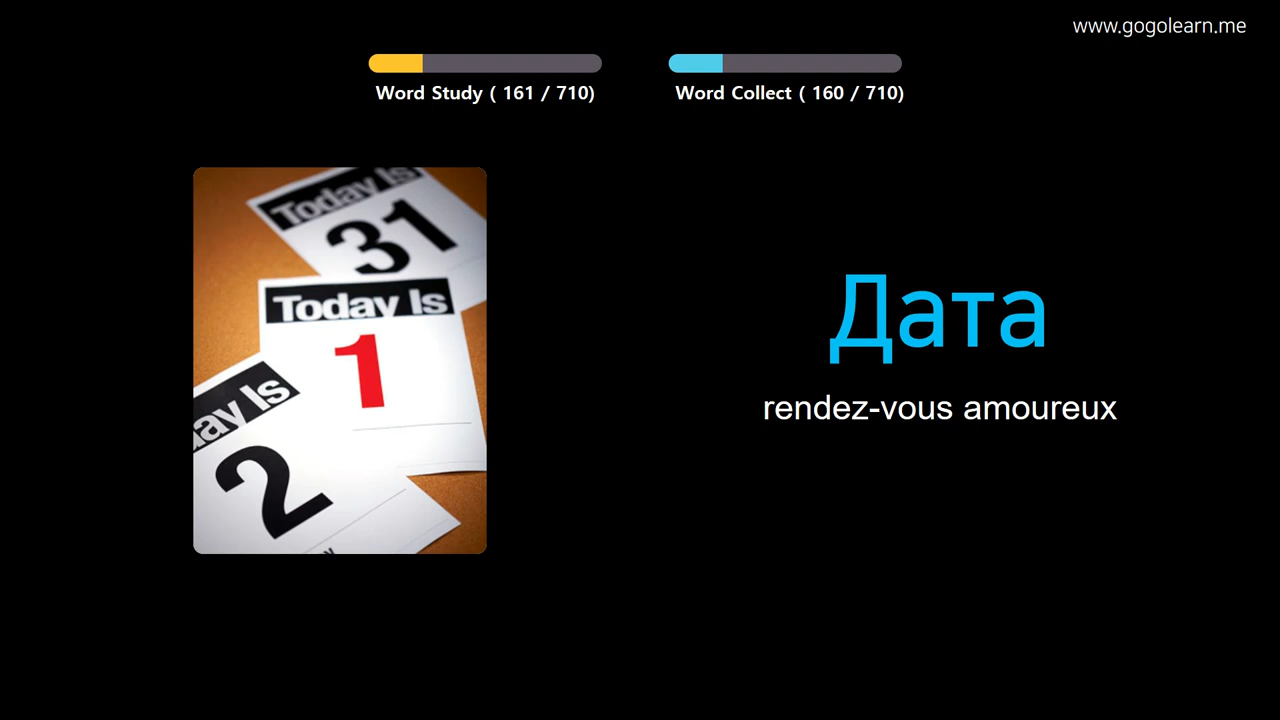 www.gogolearn.me
Word Study ( 161 / 710)
Word Collect ( 160 / 710)
Today Is
31
Today Is
1
ay Is
2
Дата
rendez-vous amoureux